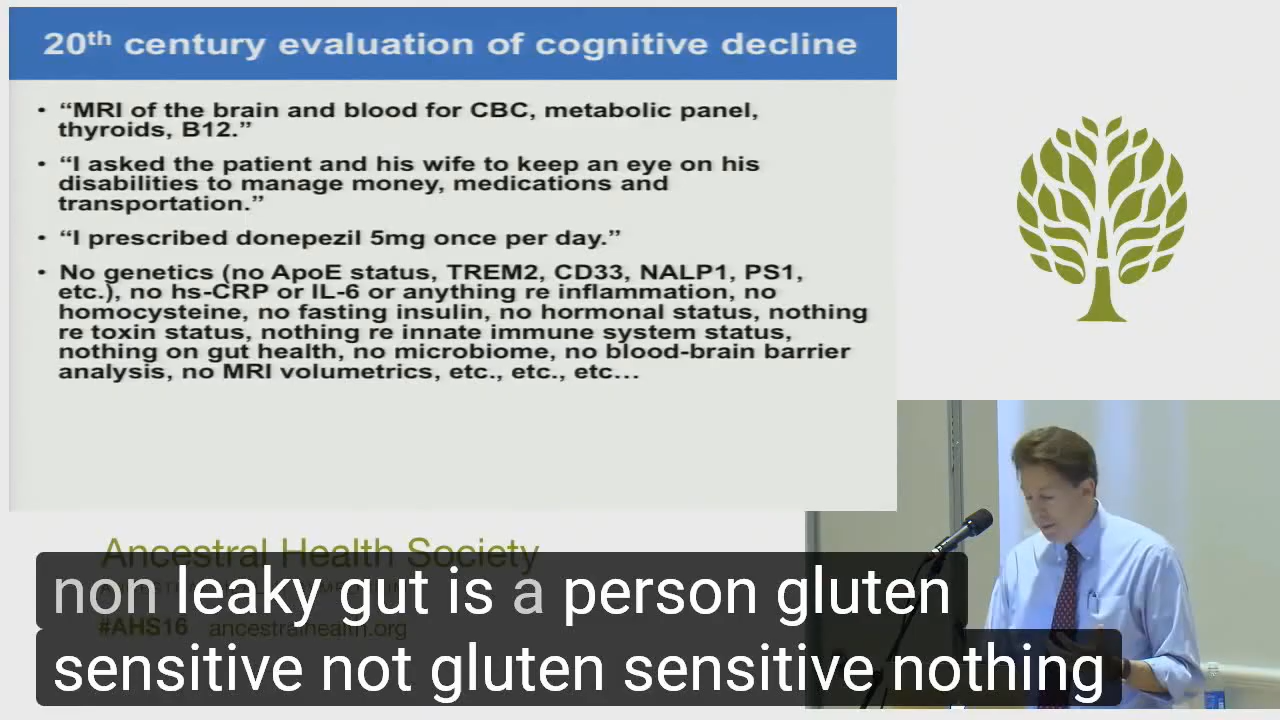 20th century evaluation of cognitive decline
• “MRI of the brain and blood for CBC, metabolic panel,
thyroids, B12.”
• “I asked the patient and his wife to keep an eye on his
disabilities to manage money, medications and
transportation.”
• “I prescribed donepezil 5mg once per day.”
• No genetics (no ApoE status, TREM2, CD33, NALP1, PS1,
etc.), no hs-CRP or IL-6 or anything re inflammation, no
homocysteine, no fasting insulin, no hormonal status, nothing
re toxin status, nothing re innate immune system status,
nothing on gut health, no microbiome, no blood-brain barrier
analysis, no MRI volumetrics, etc., etc., etc…
Ancestral Health Society
#AHS16 ancestralhealth.org
non leaky gut is a person gluten
sensitive not gluten sensitive nothing